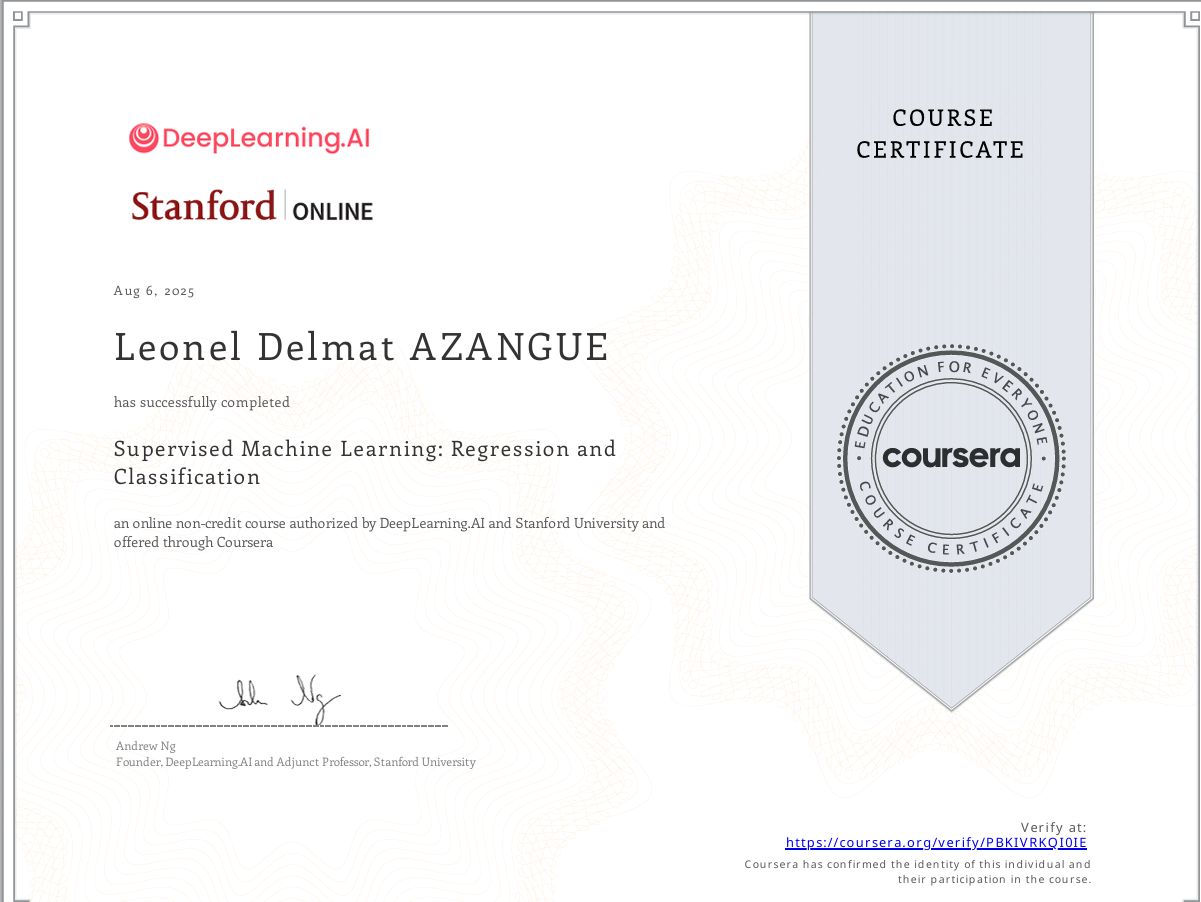 DeepLearning.AI
Stanford ONLINE
Aug 6, 2025
Leonel Delmat AZANGUE
has successfully completed
Supervised Machine Learning: Regression and
Classification
an online non-credit course authorized by DeepLearning.AI and Stanford University and
offered through Coursera
Andrew Ng
Andrew Ng
Founder, DeepLearning.AI and Adjunct Professor, Stanford University
COURSE
CERTIFICATE
EDUCATION FOR EVERYONE
coursera
COURSE CERTIFICATE
Verify at:
https://coursera.org/verify/PBKIVRKQI0IE
Coursera has confirmed the identity of this individual and
their participation in the course.